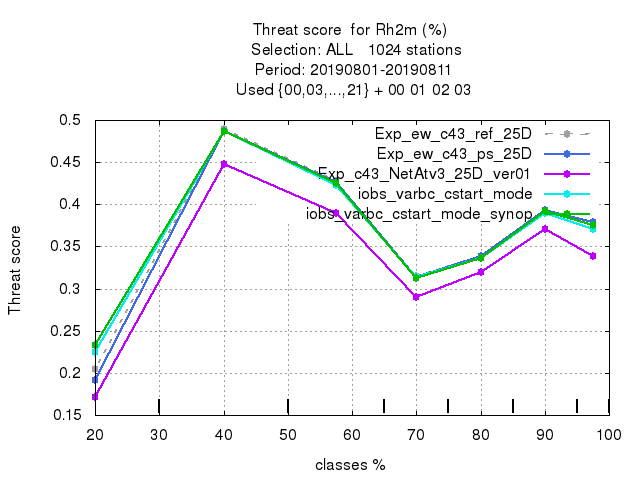 Threat score  for Rh2m (%)
Selection: ALL   1024 stations
Period: 20190801-20190811
Used {00,03,...,21} + 00 01 02 03
0.5
0.45
0.4
0.35
0.3
0.25
0.2
0.15
Threat score
Exp_ew_c43_ref_25D
Exp_ew_c43_ps_25D
Exp_c43_NetAtv3_25D_ver01
iobs_varbc_cstart_mode
iobs_varbc_cstart_mode_synop
20 30 40 50 60 70 80 90 100
classes %